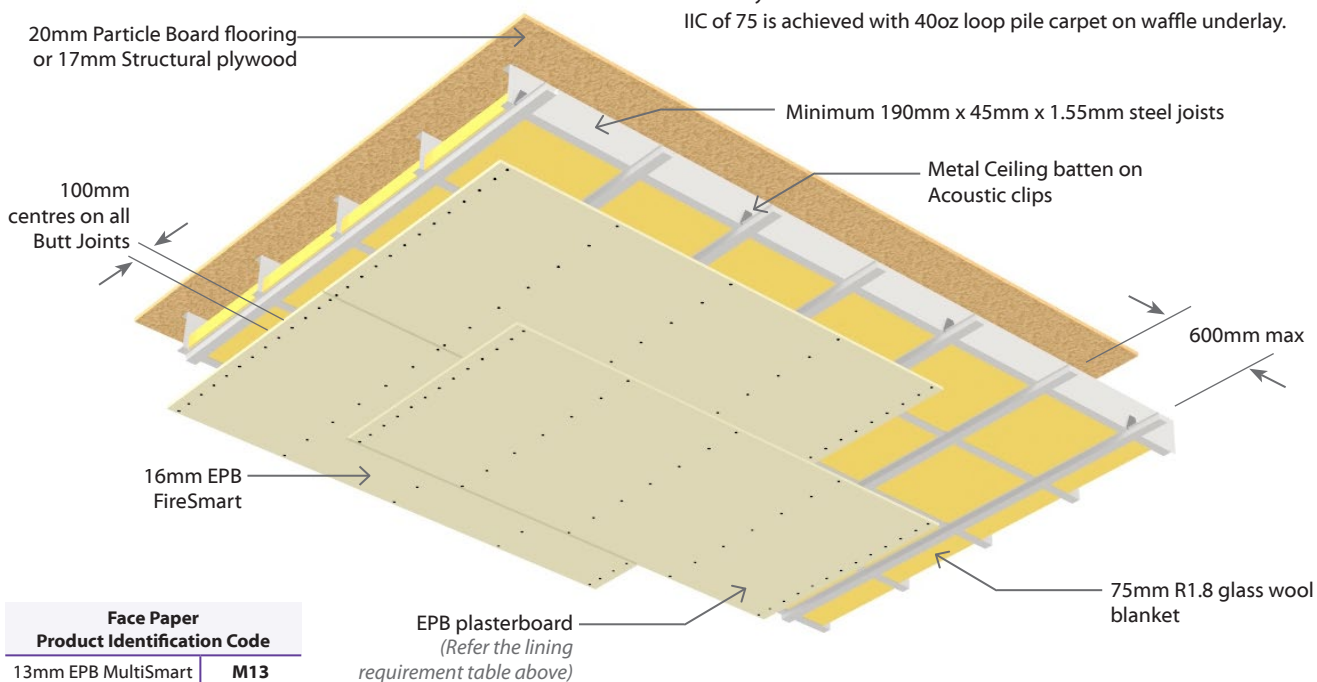 IIC of 75 is achieved with 40oz loop pile carpet on waffle underlay.
20mm Particle Board flooring
or 17mm Structural plywood
Minimum 190mm x 45mm x 1.55mm steel joists
Metal Ceiling batten on
Acoustic clips
100mm
centres on all
Butt Joints
600mm max
16mm EPB
FireSmart
75mm R1.8 glass wool
blanket
EPB plasterboard
(Refer the lining
requirement table above)
Face Paper
Product Identification Code
13mm EPB MultiSmart M13